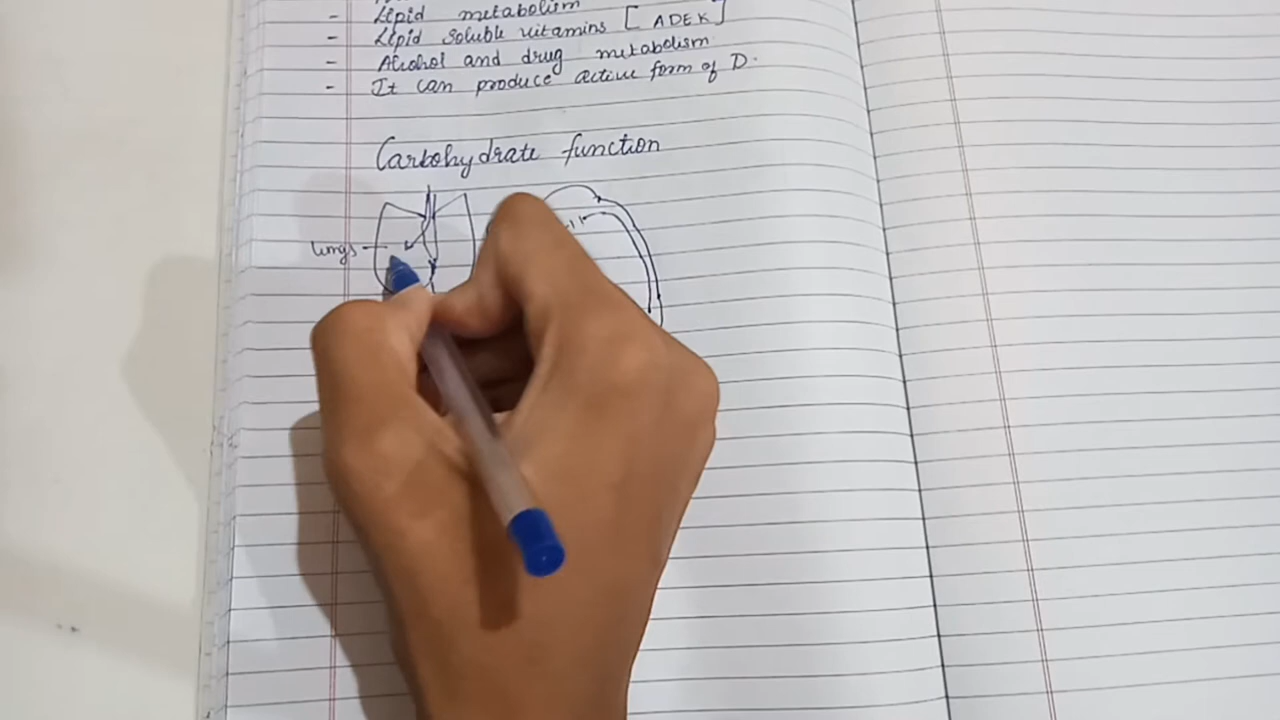 - Lipid metabolism
- Lipid soluble vitamins [ADEK]
- Alcohol and drug metabolism
- It can produce active form of D.
Carbohydrate function
lungs